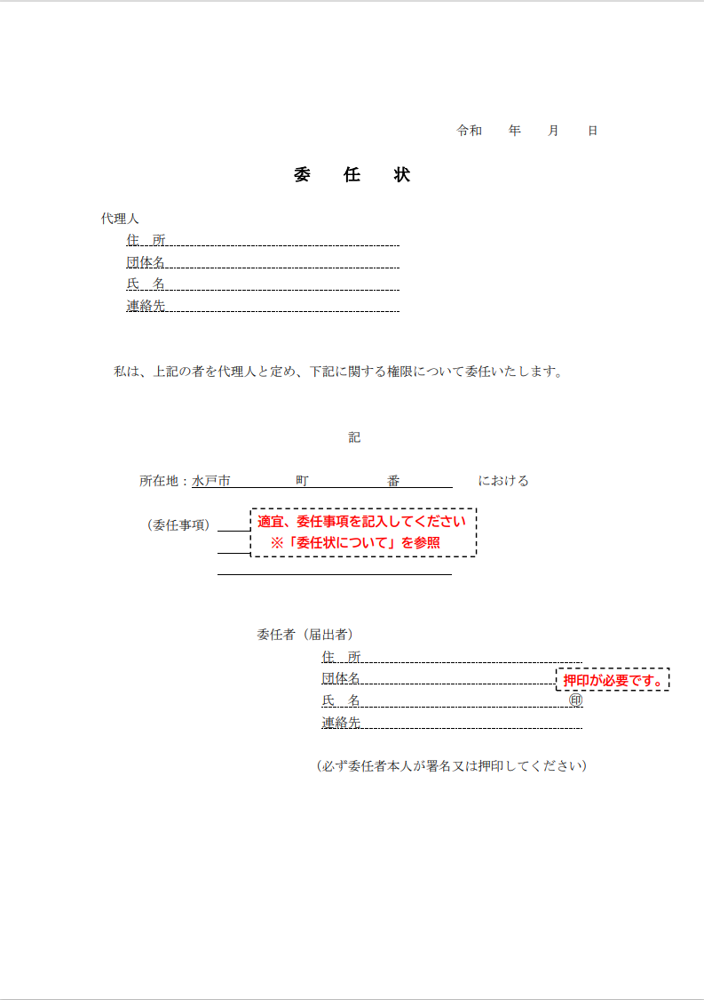 令和　　年　　月　　日
委　任　状
代理人
住　所
団体名
氏　名
連絡先
私は、上記の者を代理人と定め、下記に関する権限について委任いたします。
記
所在地：水戸市　　　　　町　　　　　　番　　　　　　における
（委任事項）
適宜、委任事項を記入してください
※「委任状について」を参照
委任者（届出者）
住　所
団体名
押印が必要です。
氏　名　　　　　　　　　　㊞
連絡先
（必ず委任者本人が署名又は押印してください）